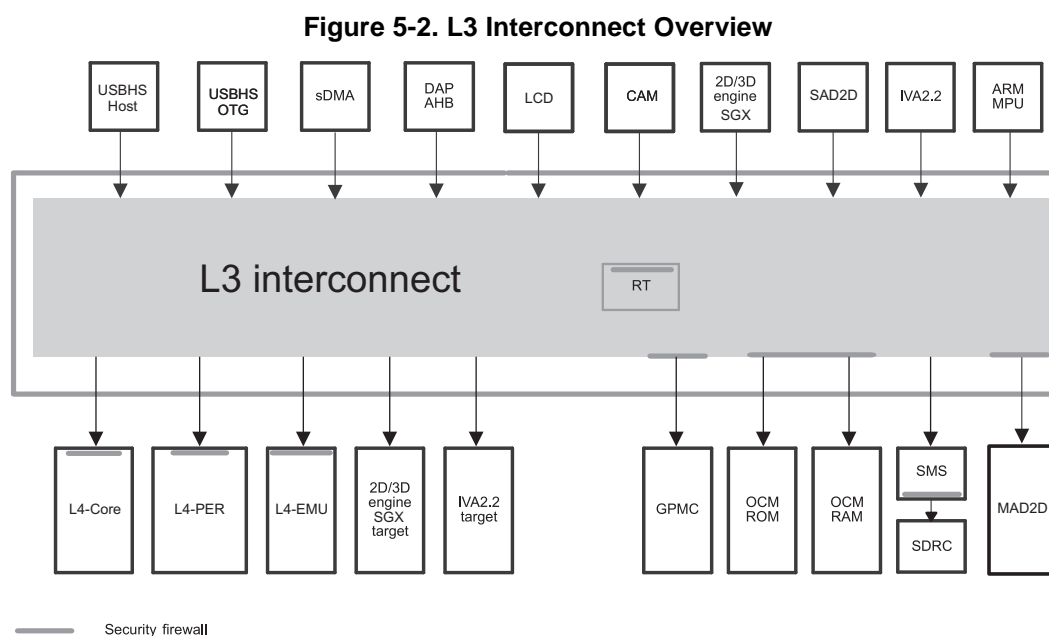 Figure 5-2. L3 Interconnect Overview
USBHS
Host
USBHS
OTG
sDMA
DAP
AHB
LCD
CAM
2D/3D
engine
SGX
SAD2D
IVA2.2
ARM
MPU
L3 interconnect
RT
L4-Core
L4-PER
L4-EMU
2D/3D
engine
SGX
target
IVA2.2
target
GPMC
OCM
ROM
OCM
RAM
SMS
SDRC
MAD2D
Security firewall